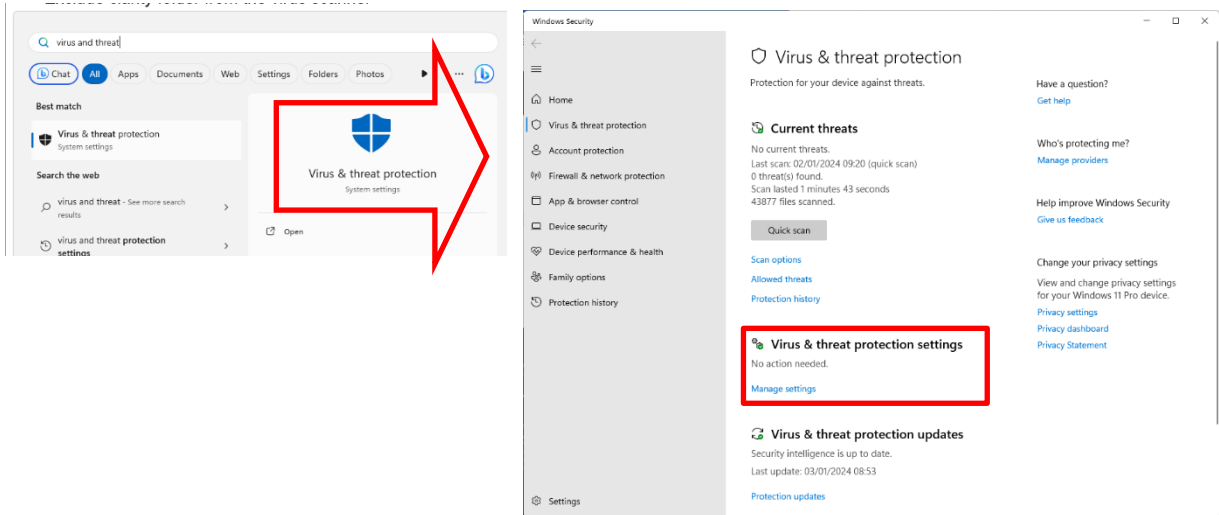 Exclude clarity folder from the virus scanner
virus and threat
Chat All Apps Documents Web Settings Folders Photos
Best match
Virus & threat protection
System settings
Search the web
virus and threat - See more search
results
virus and threat protection
settings
Virus & threat protection
System settings
Open
Windows Security
Home
Virus & threat protection
Account protection
Firewall & network protection
App & browser control
Device security
Device performance & health
Family options
Protection history
Settings
Virus & threat protection
Protection for your device against threats.
Current threats
No current threats.
Last scan: 02/01/2024 09:20 (quick scan)
0 threat(s) found.
Scan lasted 1 minutes 43 seconds
43877 files scanned.
Quick scan
Scan options
Allowed threats
Protection history
Virus & threat protection settings
No action needed.
Manage settings
Virus & threat protection updates
Security intelligence is up to date.
Last update: 03/01/2024 08:53
Protection updates
Have a question?
Get help
Who's protecting me?
Manage providers
Help improve Windows Security
Give us feedback
Change your privacy settings
View and change privacy settings
for your Windows 11 Pro device.
Privacy settings
Privacy dashboard
Privacy Statement